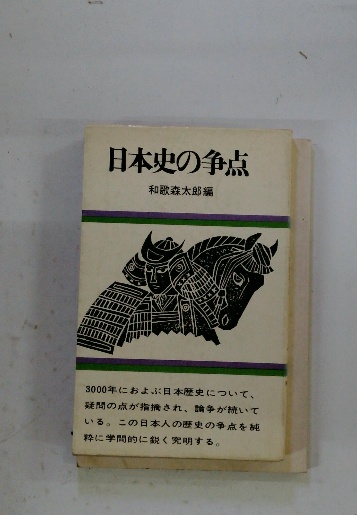 日本史の争点
和歌森太郎編
3000年におよぶ日本歴史について、
疑問の点が指摘され、論争が続いて
いる。この日本人の歴史の争点を純
粋に学問的に鋭く究明する。